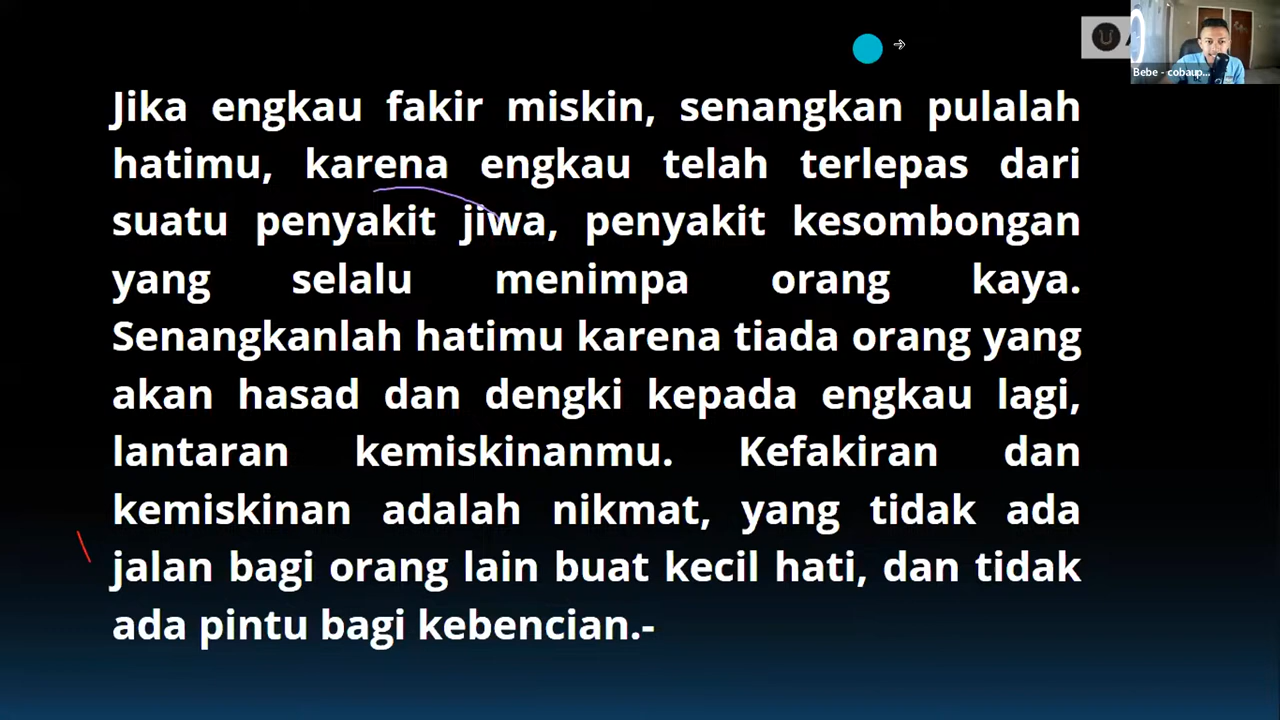 Jika engkau fakir miskin, senangkan pulalah
hatimu, karena engkau telah terlepas dari
suatu penyakit jiwa, penyakit kesombongan
yang selalu menimpa orang kaya.
Senangkanlah hatimu karena tiada orang yang
akan hasad dan dengki kepada engkau lagi,
lantaran kemiskinanmu. Kefakiran dan
kemiskinan adalah nikmat, yang tidak ada
jalan bagi orang lain buat kecil hati, dan tidak
ada pintu bagi kebencian.-
Bebe - cobaup...